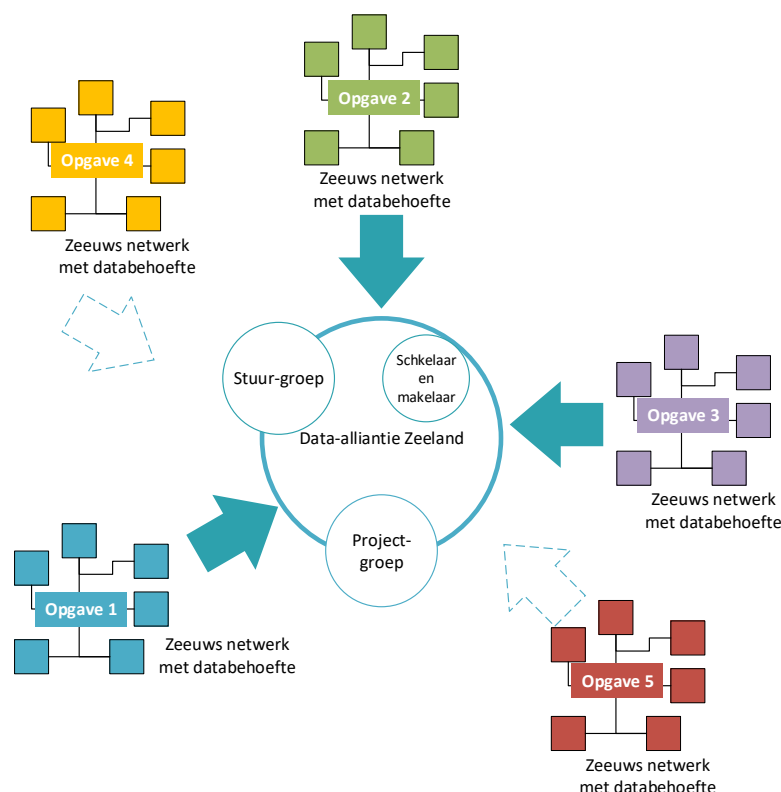 Opgave 2
Zeeuws netwerk
met databehoefte
Opgave 4
Zeeuws netwerk
met databehoefte
Stuur-groep
Schkelaar
en
makelaar
Data-alliantie Zeeland
Project-
groep
Opgave 3
Zeeuws netwerk
met databehoefte
Opgave 1
Zeeuws netwerk
met databehoefte
Opgave 5
Zeeuws netwerk
met databehoefte